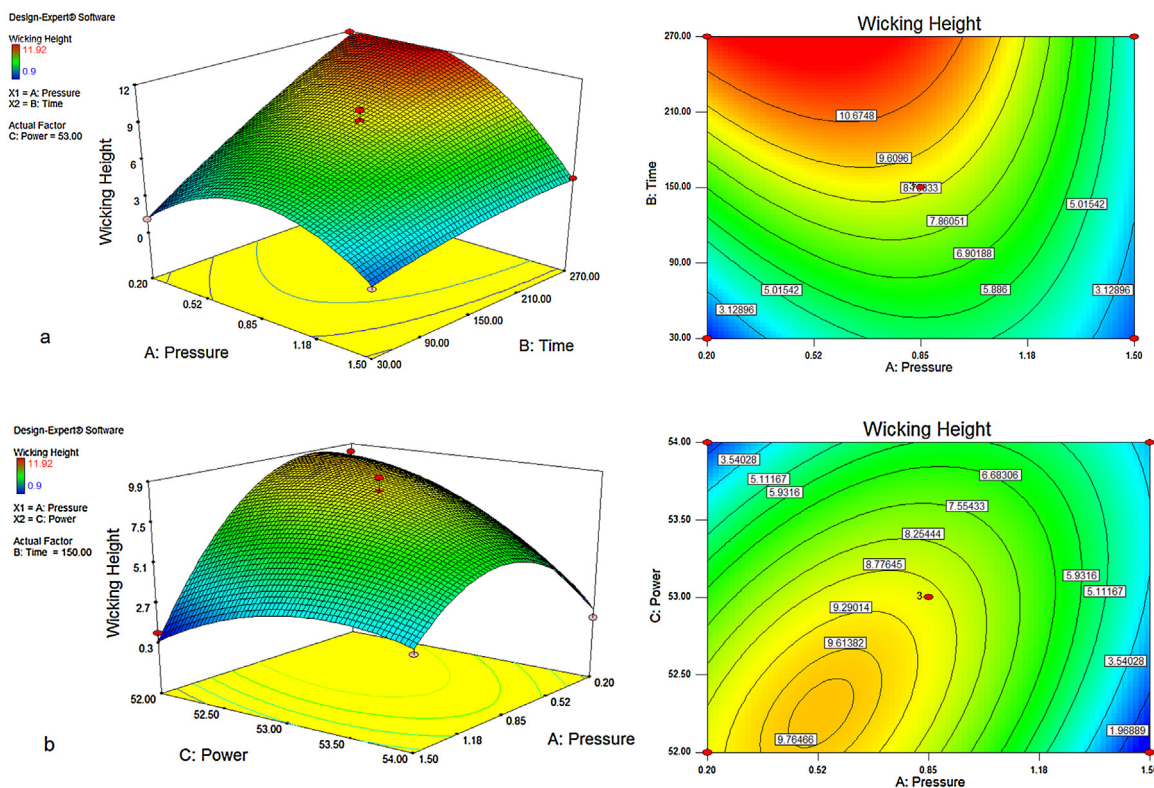 Design-Expert® Software
Wicking Height
11.92
0.9
X1 = A: Pressure
X2 = B: Time
Actual Factor
C: Power = 53.00
12
9
6
3
0
Wicking Height
0.20
0.52
0.85
1.18
1.50
A: Pressure
30.00
90.00
150.00
210.00
270.00
B: Time
a
Wicking Height
270.00
210.00
150.00
90.00
30.00
B: Time
10.6748
9.6096
7.86051
6.90188
5.886
5.01542
5.01542
3.12896
3.12896
0.20
0.52
0.85
1.18
1.50
A: Pressure
Design-Expert® Software
Wicking Height
11.92
0.9
X1 = A: Pressure
X2 = C: Power
Actual Factor
B: Time = 150.00
9.9
7.5
5.1
2.7
0.3
Wicking Height
52.00
52.50
53.00
53.50
54.00
C: Power
1.50
1.18
0.85
0.52
0.20
A: Pressure
b
Wicking Height
54.00
53.50
53.00
52.50
52.00
C: Power
3.54028
5.11167
5.9316
6.68306
7.55433
8.25444
8.77645
9.29014
9.61382
9.76466
3
5.9316
5.11167
3.54028
1.96889
0.20
0.52
0.85
1.18
A: Pressure